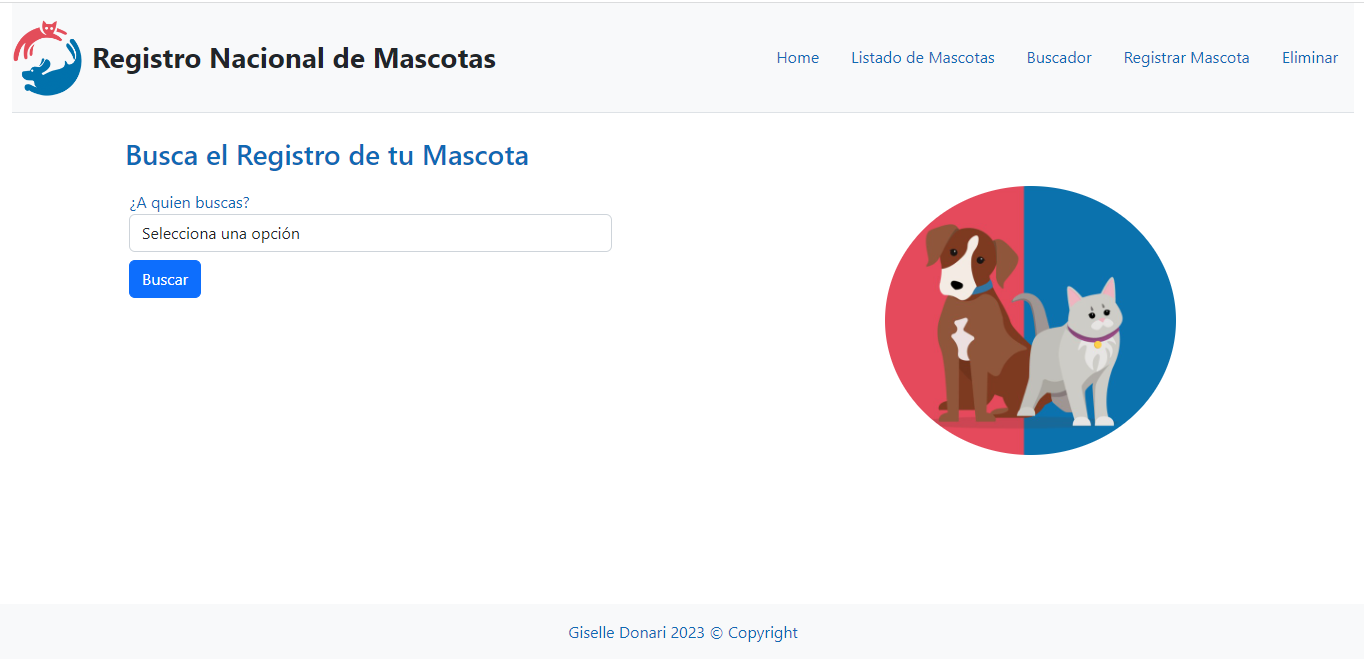 Registro Nacional de Mascotas
Home Listado de Mascotas Buscador Registrar Mascota Eliminar
Busca el Registro de tu Mascota
¿A quien buscas?
Selecciona una opción
Buscar
Giselle Donari 2023 © Copyright